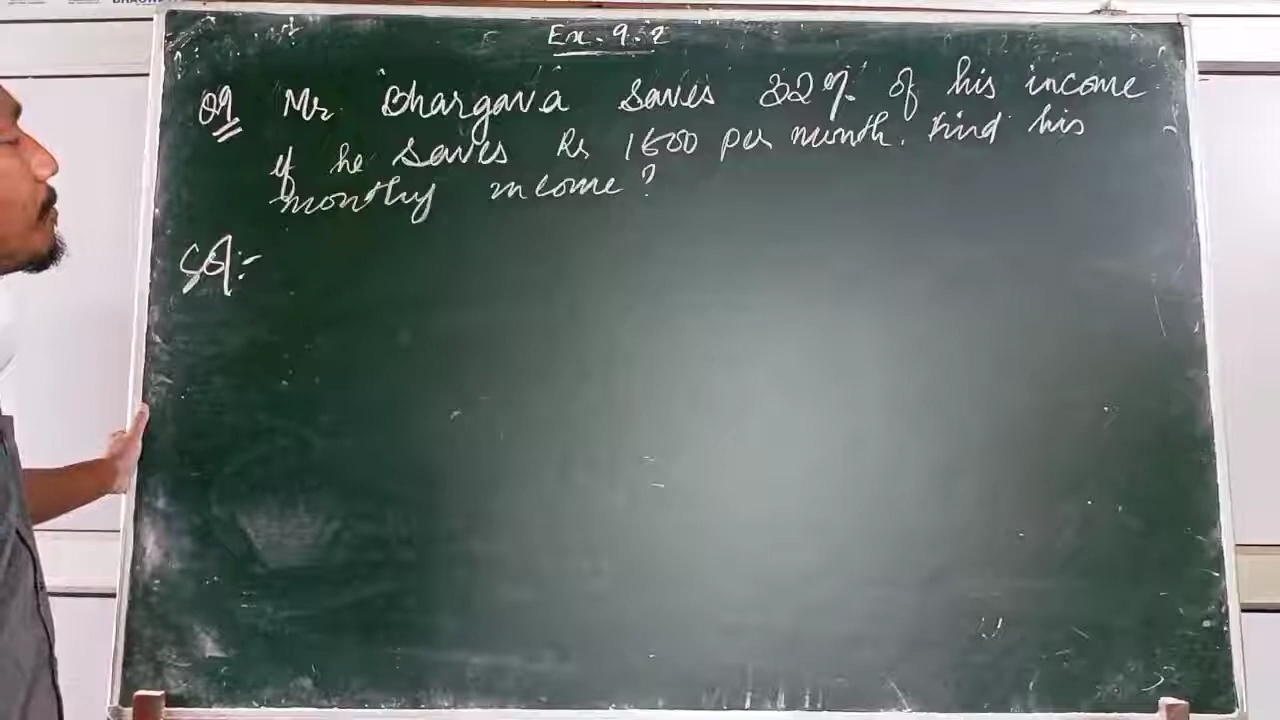 Ex. 9.2
Q9 Mr Bhargava saves 32% of his income
if he saves Rs 1600 per month. Find his
monthly income?
Sol:-